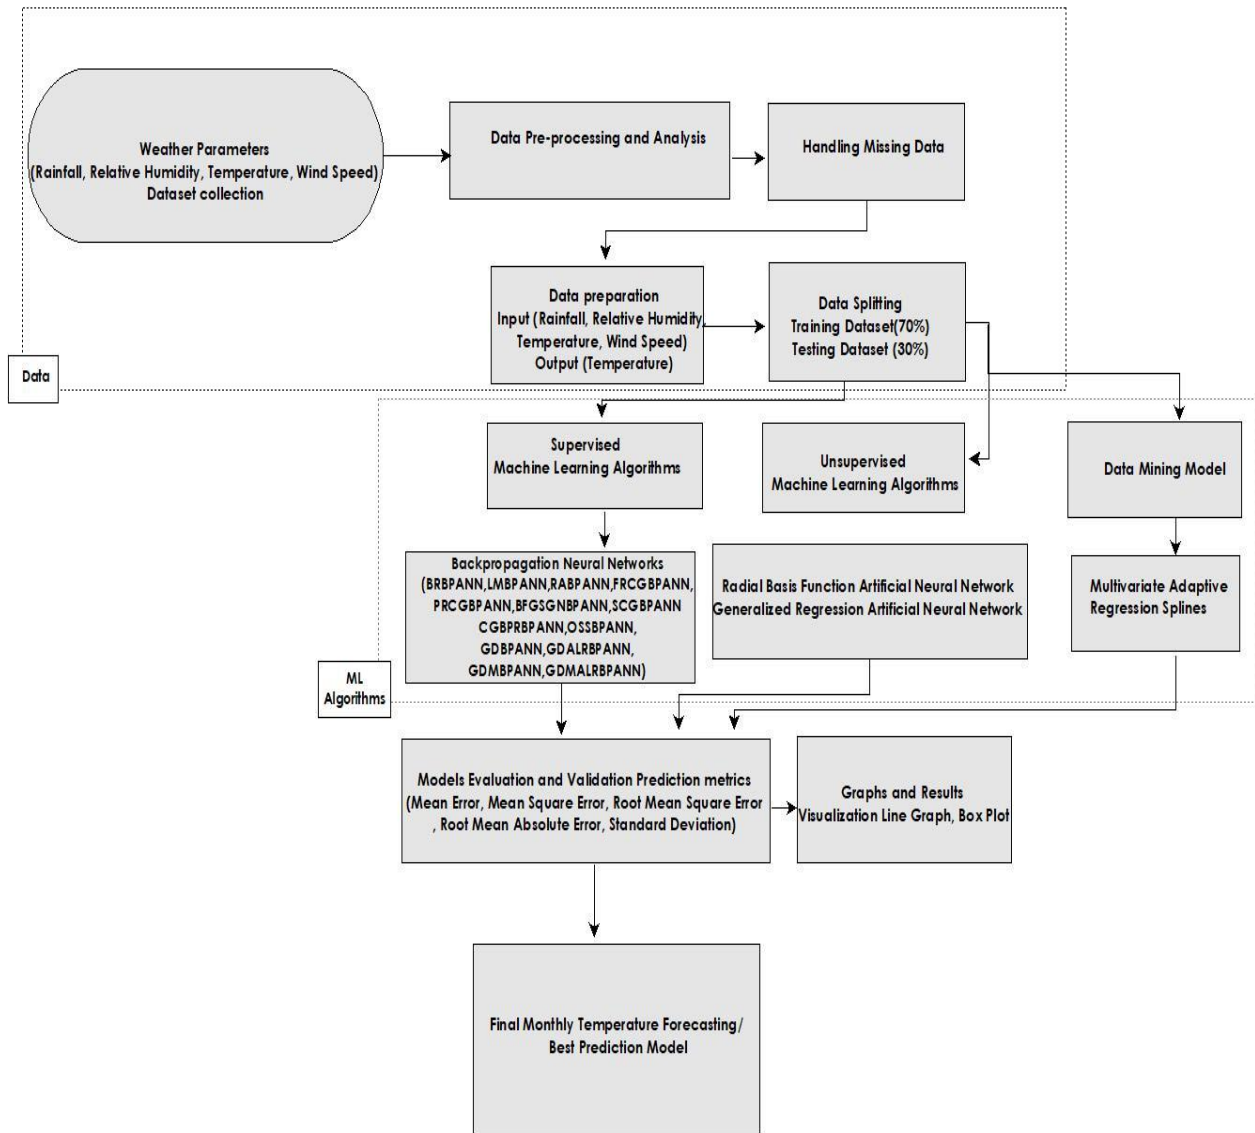 Weather Parameters
(Rainfall, Relative Humidity, Temperature, Wind Speed)
Dataset collection
Data Pre-processing and Analysis
Handling Missing Data
Data preparation
Input (Rainfall, Relative Humidity,
Temperature, Wind Speed)
Output (Temperature)
Data Splitting
Training Dataset(70%)
Testing Dataset (30%)
Data
Supervised
Machine Learning Algorithms
Unsupervised
Machine Learning Algorithms
Data Mining Model
Backpropagation Neural Networks
(BRBPANN,LMBPANN,RABPANN,FRCGBPANN,
PRCGBPANN,BFGSGNBPANN,SCGBPANN
CGBPRBPANN,OSSBPANN,
GDBPANN,GDALRBPANN,
GDMBPANN,GDMALRBPANN)
Radial Basis Function Artificial Neural Network
Generalized Regression Artificial Neural Network
Multivariate Adaptive
Regression Splines
ML
Algorithms
Models Evaluation and Validation Prediction metrics
(Mean Error, Mean Square Error, Root Mean Square Error
, Root Mean Absolute Error, Standard Deviation)
Graphs and Results
Visualization Line Graph, Box Plot
Final Monthly Temperature Forecasting/
Best Prediction Model